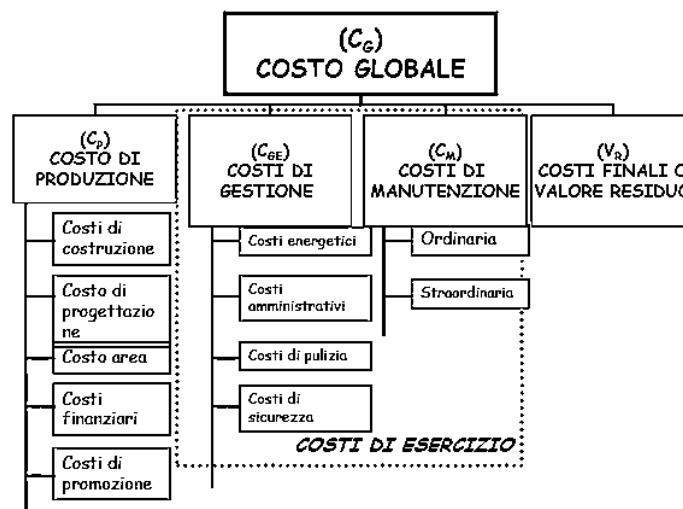 (C_G)
COSTO GLOBALE
(C_P)
COSTO DI
PRODUZIONE
(C_GE)
COSTI DI
GESTIONE
(C_M)
COSTI DI
MANUTENZIONE
(V_R)
COSTI FINALI O
VALORE RESIDUO
Costi di
costruzione
Costo di
progettazio
ne
Costo area
Costi
finanziari
Costi di
promozione
Costi energetici
Costi
amministrativi
Costi di pulizia
Costi di
sicurezza
Ordinaria
Straordinaria
COSTI DI ESERCIZIO